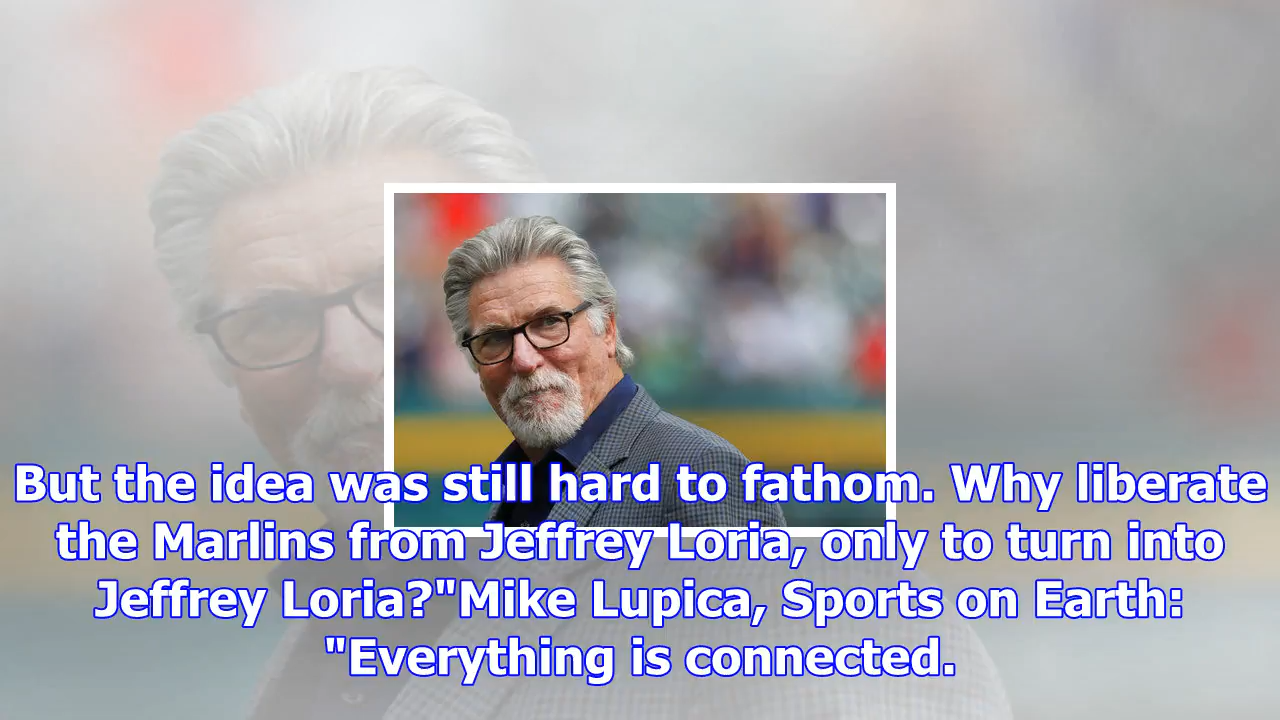 But the idea was still hard to fathom. Why liberate
the Marlins from Jeffrey Loria, only to turn into
Jeffrey Loria?"Mike Lupica, Sports on Earth:
"Everything is connected.